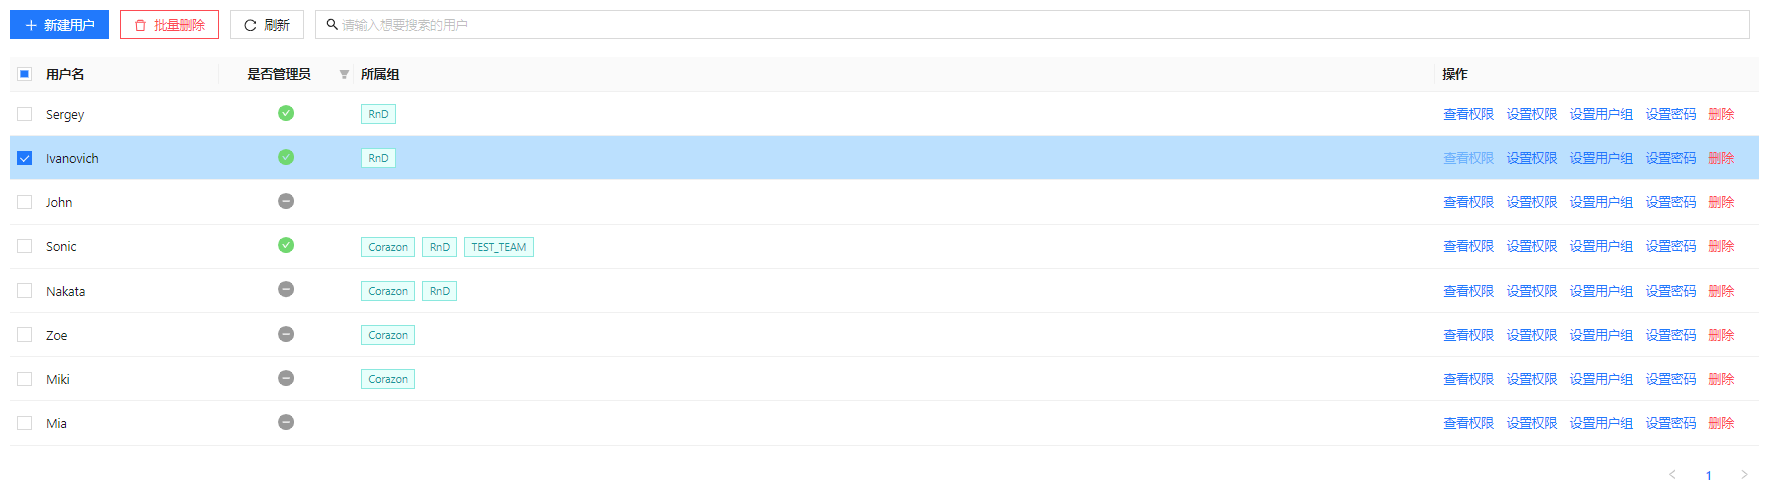 新建用户 批量删除 刷新 请输入想要搜索的用户
用户名 是否管理员 所属组 操作
Sergey RnD 查看权限 设置权限 设置用户组 设置密码 删除
Ivanovich RnD 查看权限 设置权限 设置用户组 设置密码 删除
John 查看权限 设置权限 设置用户组 设置密码 删除
Sonic Corazon RnD TEST_TEAM 查看权限 设置权限 设置用户组 设置密码 删除
Nakata Corazon RnD 查看权限 设置权限 设置用户组 设置密码 删除
Zoe Corazon 查看权限 设置权限 设置用户组 设置密码 删除
Miki Corazon 查看权限 设置权限 设置用户组 设置密码 删除
Mia 查看权限 设置权限 设置用户组 设置密码 删除
1